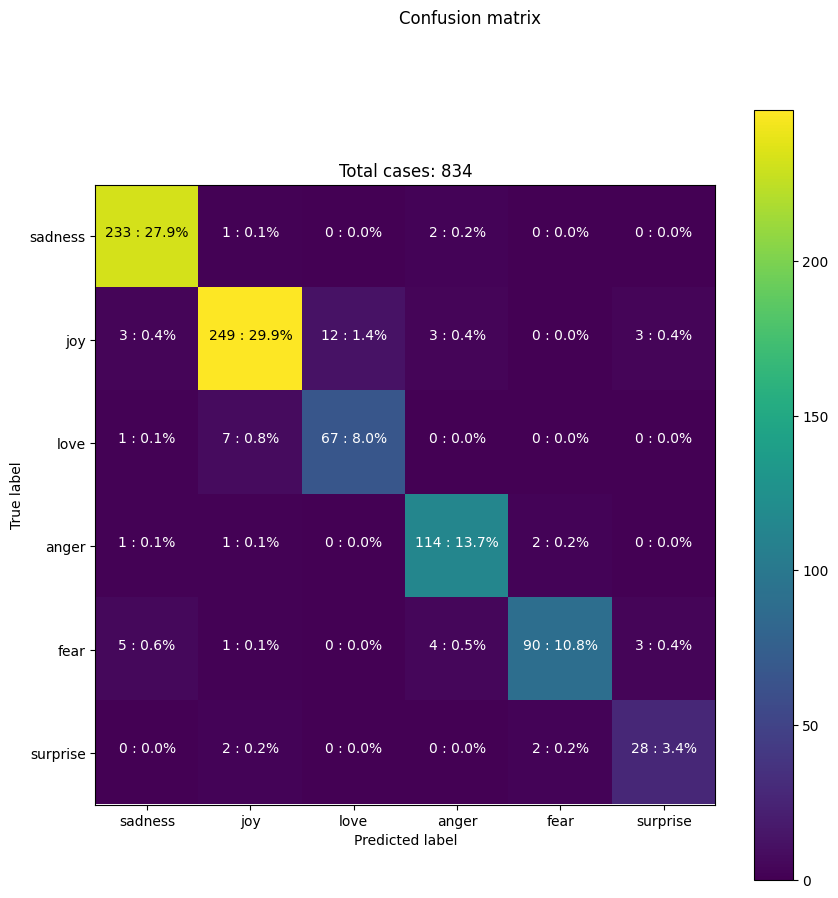 Confusion matrix
Total cases: 834
sadness 233 : 27.9% 1 : 0.1% 0 : 0.0% 2 : 0.2% 0 : 0.0% 0 : 0.0%
joy 3 : 0.4% 249 : 29.9% 12 : 1.4% 3 : 0.4% 0 : 0.0% 3 : 0.4%
love 1 : 0.1% 7 : 0.8% 67 : 8.0% 0 : 0.0% 0 : 0.0% 0 : 0.0%
anger 1 : 0.1% 1 : 0.1% 0 : 0.0% 114 : 13.7% 2 : 0.2% 0 : 0.0%
fear 5 : 0.6% 1 : 0.1% 0 : 0.0% 4 : 0.5% 90 : 10.8% 3 : 0.4%
surprise 0 : 0.0% 2 : 0.2% 0 : 0.0% 0 : 0.0% 2 : 0.2% 28 : 3.4%
sadness joy love anger fear surprise
Predicted label
True label
200
150
100
50
0